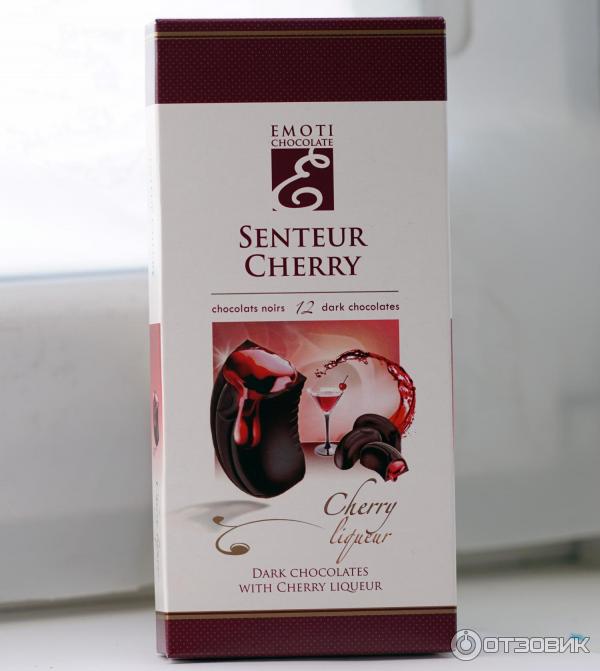 EMOTI
CHOCOLATE
SENTEUR
CHERRY
chocolats noirs 12 dark chocolates
Cherry
liqueur
DARK CHOCOLATES
WITH CHERRY LIQUEUR
ОТЗОВИК